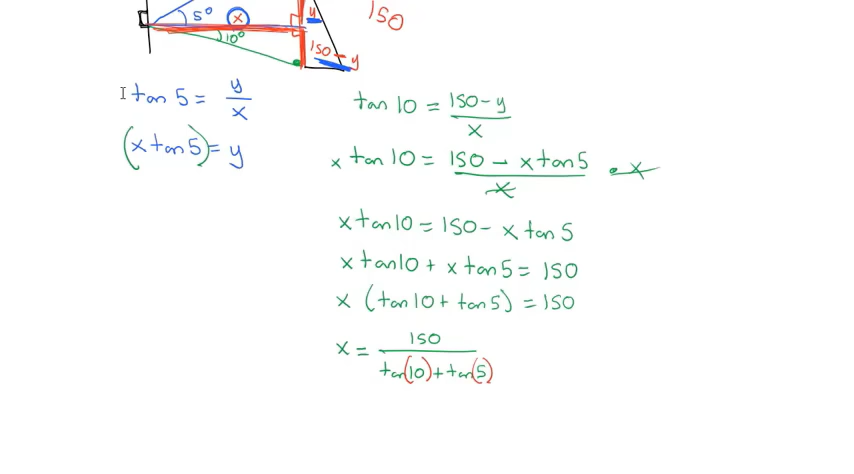 5° x y 150
10° 150 - y
tan 5 = y/x
(x tan 5) = y
tan 10 = 150 - y / x
x tan 10 = 150 - x tan 5 / x • x
x tan 10 = 150 - x tan 5
x tan 10 + x tan 5 = 150
x (tan 10 + tan 5) = 150
x = 150 / tan(10) + tan(5)